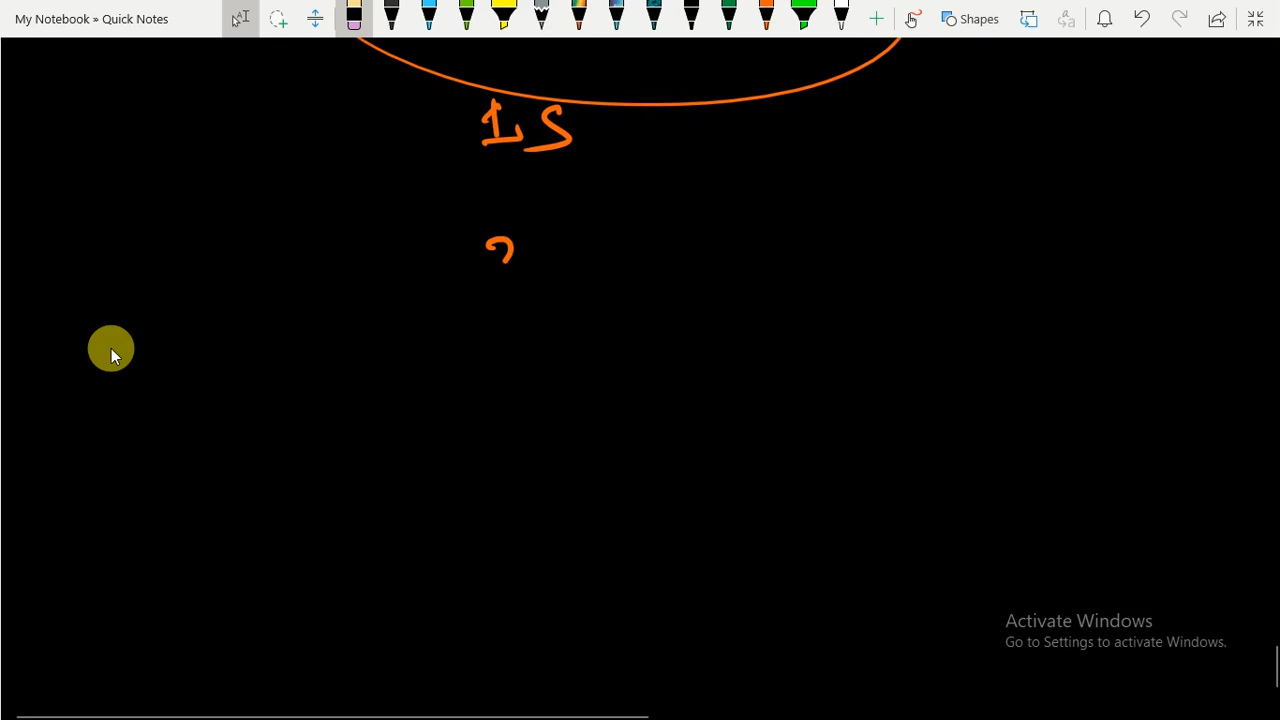 My Notebook » Quick Notes
Shapes
1S
Activate Windows
Go to Settings to activate Windows.